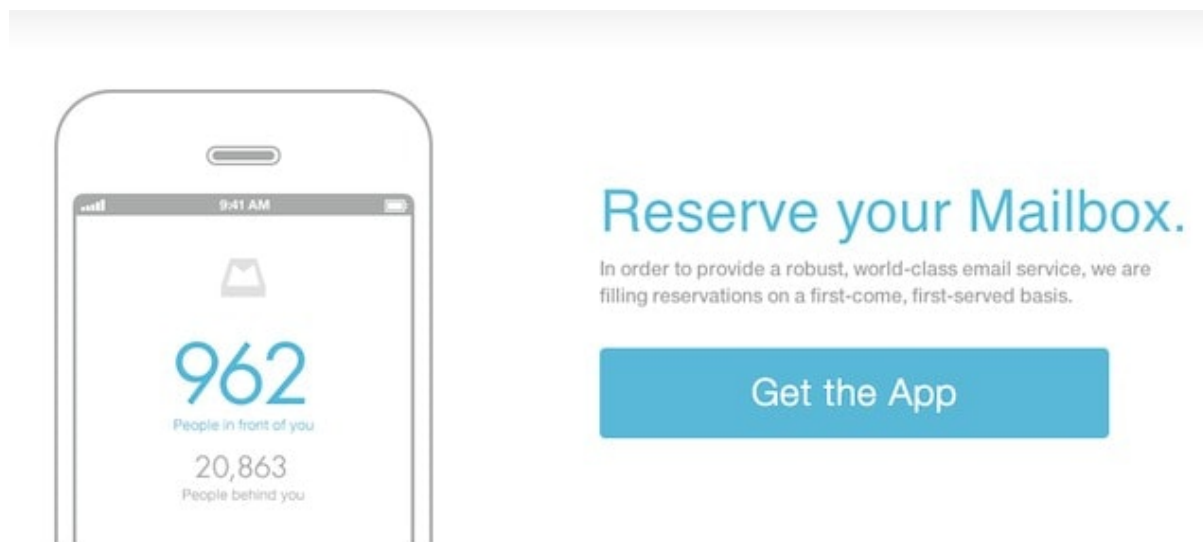 9:41 AM
962
People in front of you
20,863
People behind you
Reserve your Mailbox.
In order to provide a robust, world-class email service, we are
filling reservations on a first-come, first-served basis.
Get the App